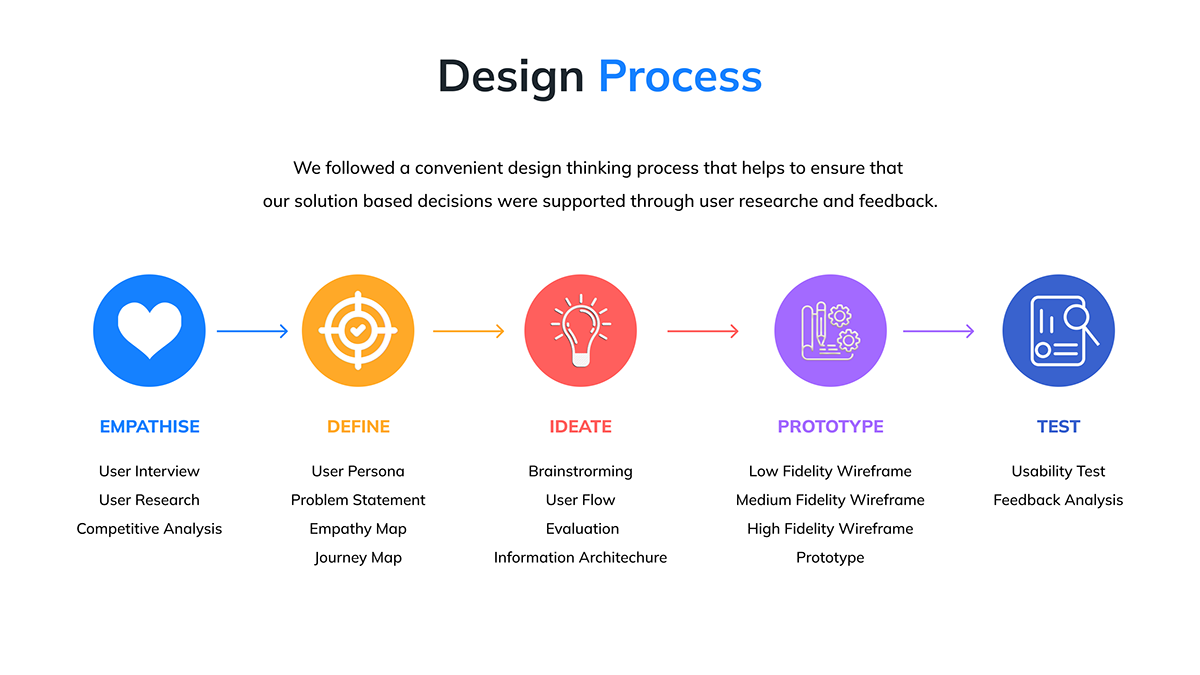 Design Process
We followed a convenient design thinking process that helps to ensure that
our solution based decisions were supported through user researche and feedback.
EMPATHISE
User Interview
User Research
Competitive Analysis
DEFINE
User Persona
Problem Statement
Empathy Map
Journey Map
IDEATE
Brainstrorming
User Flow
Evaluation
Information Architechure
PROTOTYPE
Low Fidelity Wireframe
Medium Fidelity Wireframe
High Fidelity Wireframe
Prototype
TEST
Usability Test
Feedback Analysis